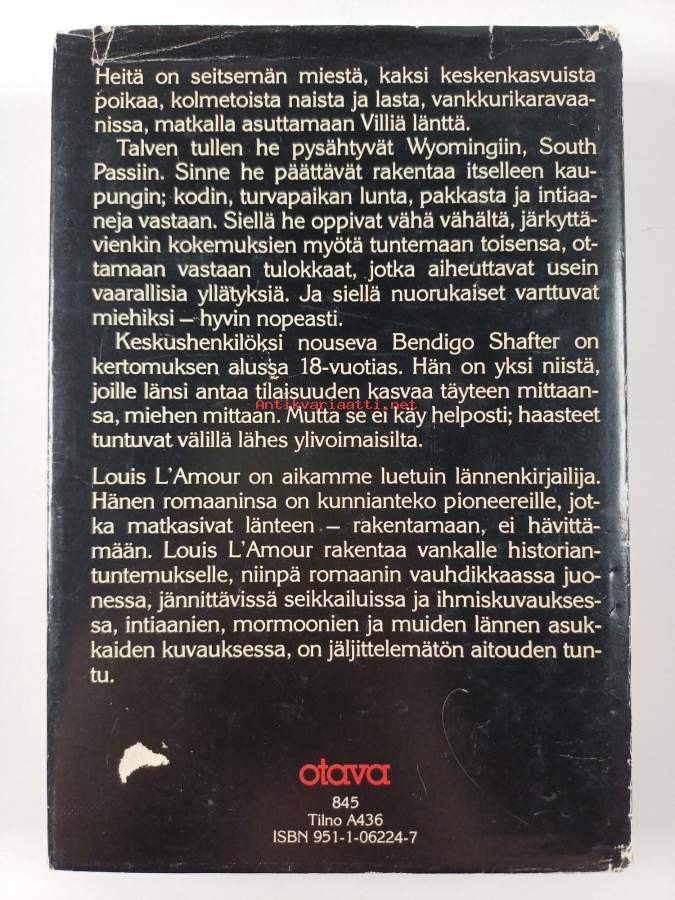 Heitä on seitsemän miestä, kaksi keskenkasvuista
poikaa, kolmetoista naista ja lasta, vankkurikaravaa-
nissa, matkalla asuttamaan Villiä länttä.
Talven tullen he pysähtyvät Wyomingiin, South
Passiin. Sinne he päättävät rakentaa itselleen kau-
pungin; kodin, turvapaikan lunta, pakkasta ja intiaa-
neja vastaan. Siellä he oppivat vähä vähältä, järkyttä-
vienkin kokemuksien myötä tuntemaan toisensa, ot-
tamaan vastaan tulokkaat, jotka aiheuttavat usein
vaarallisia yllätyksiä. Ja siellä nuorukaiset varttuvat
miehiksi – hyvin nopeasti.
Keskushenkilöksi nouseva Bendigo Shafter on
kertomuksen alussa 18-vuotias. Hän on yksi niistä,
joille länsi antaa tilaisuuden kasvaa täyteen mittaan-
sa, miehen mittaan. Mutta se ei käy helposti; haasteet
Antikvariaatti.net
tuntuvat välillä lähes ylivoimaisilta.
Louis L'Amour on aikamme luetuin lännenkirjailija.
Hänen romaaninsa on kunnianteko pioneereille, jot-
ka matkasivat länteen – rakentamaan, ei hävittä-
mään. Louis L'Amour rakentaa vankalle historian-
tuntemukselle, niinpä romaanin vauhdikkaassa juo-
nessa, jännittävissä seikkailuissa ja ihmiskuvaukses-
sa, intiaanien, mormoonien ja muiden lännen asuk-
kaiden kuvauksessa, on jäljittelemätön aitouden tun-
tu.
otava
845
Tilno A436
ISBN 951-1-06224-7